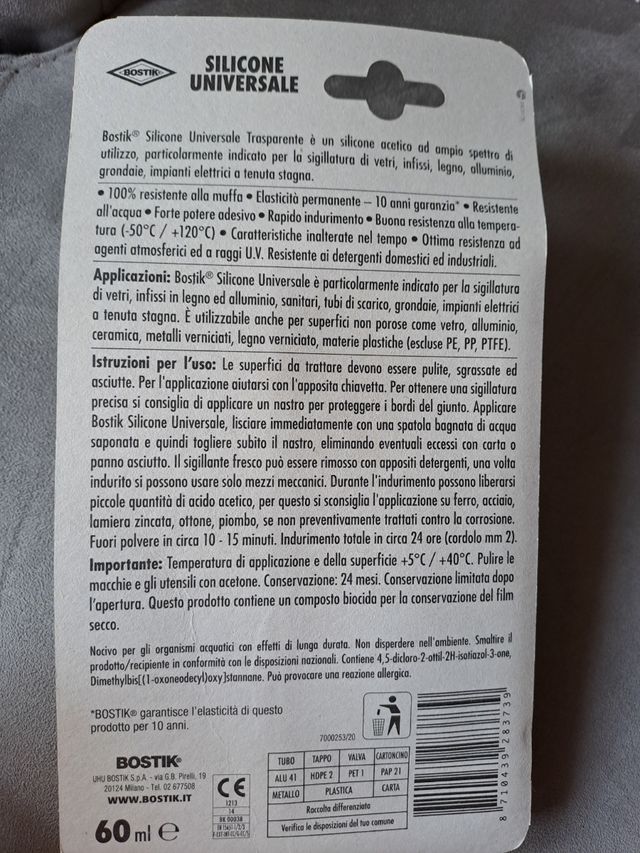 BOSTIK
SILICONE
UNIVERSALE
Bostik® Silicone Universale Trasparente è un silicone acetico ad ampio spettro di
utilizzo, particolarmente indicato per la sigillatura di vetri, infissi, legno, alluminio,
grondaie, impianti elettrici a tenuta stagna.
• 100% resistente alla muffa • Elasticità permanente – 10 anni garanzia* • Resistente
all'acqua • Forte potere adesivo • Rapido indurimento • Buona resistenza alla tempera-
tura (-50°C / +120°C) • Caratteristiche inalterate nel tempo • Ottima resistenza ad
agenti atmosferici ed a raggi U.V. Resistente ai detergenti domestici ed industriali.
Applicazioni: Bostik® Silicone Universale è particolarmente indicato per la sigillatura
di vetri, infissi in legno ed alluminio, sanitari, tubi di scarico, grondaie, impianti elettrici
a tenuta stagna. È utilizzabile anche per superfici non porose come vetro, alluminio,
ceramica, metalli verniciati, legno verniciato, materie plastiche (escluse PE, PP, PTFE).
Istruzioni per l'uso: Le superfici da trattare devono essere pulite, sgrassate ed
asciutte. Per l'applicazione aiutarsi con l'apposita chiavetta. Per ottenere una sigillatura
precisa si consiglia di applicare un nastro per proteggere i bordi del giunto. Applicare
Bostik Silicone Universale, lisciare immediatamente con una spatola bagnata di acqua
saponata e quindi togliere subito il nastro, eliminando eventuali eccessi con carta o
panno asciutto. Il sigillante fresco può essere rimosso con appositi detergenti, una volta
indurito si possono usare solo mezzi meccanici. Durante l'indurimento possono liberarsi
piccole quantità di acido acetico, per questo si sconsiglia l'applicazione su ferro, acciaio,
lamiera zincata, ottone, piombo, se non preventivamente trattati contro la corrosione.
Fuori polvere in circa 10 - 15 minuti. Indurimento totale in circa 24 ore (cordolo mm 2).
Importante: Temperatura di applicazione e della superficie +5°C / +40°C. Pulire le
macchie e gli utensili con acetone. Conservazione: 24 mesi. Conservazione limitata dopo
l'apertura. Questo prodotto contiene un composto biocida per la conservazione del film
secco.
Nocivo per gli organismi acquatici con effetti di lunga durata. Non disperdere nell'ambiente. Smaltire il
prodotto/recipiente in conformità con le disposizioni nazionali. Contiene 4,5-dicloro-2-ottil-2H-isotiazol-3-one,
Dimethylbis[(1-oxoneodecyl)oxy]stannane. Può provocare una reazione allergica.
*BOSTIK® garantisce l'elasticità di questo
prodotto per 10 anni.
7000253/20
BOSTIK®
UHU BOSTIK S.p.A. - via G.B. Pirelli, 19
20124 Milano - Tel. 02 677508
WWW.BOSTIK.IT
60 ml e
CE
1213
14
BK 00038
TUBO TAPPO VALVA CARTONCINO
ALU 41 HDPE 2 PET 1 PAP 21
METALLO PLASTICA CARTA
Raccolta differenziata
Verifica le disposizioni del tuo comune
8 710439 283739